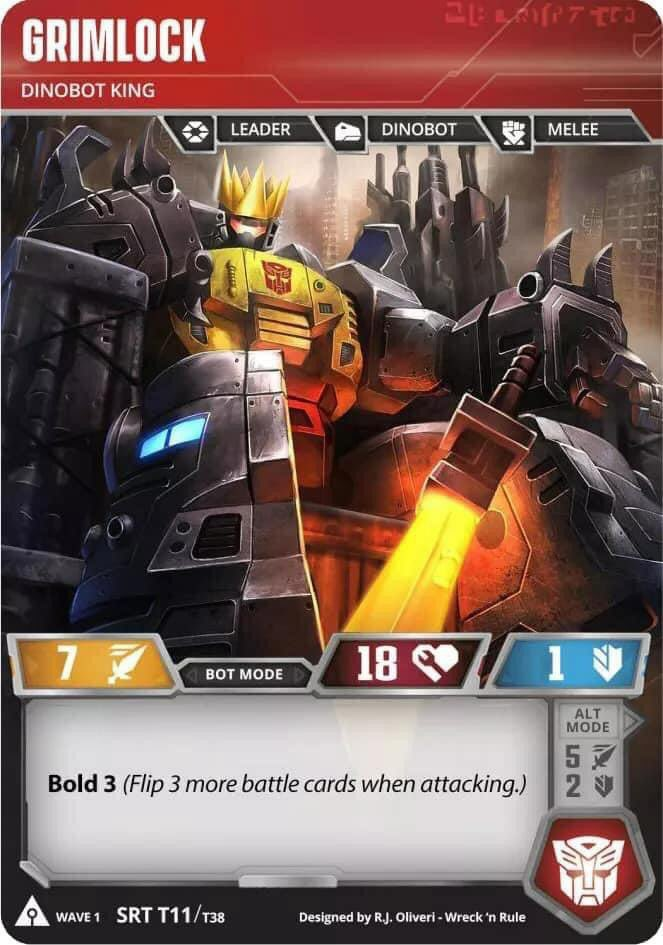 GRIMLOCK
DINOBOT KING
LEADER DINOBOT MELEE
7 BOT MODE 18 1
ALT
MODE
5
2
Bold 3 (Flip 3 more battle cards when attacking.)
WAVE 1 SRT T11/T38 Designed by R.J. Oliveri - Wreck 'n Rule